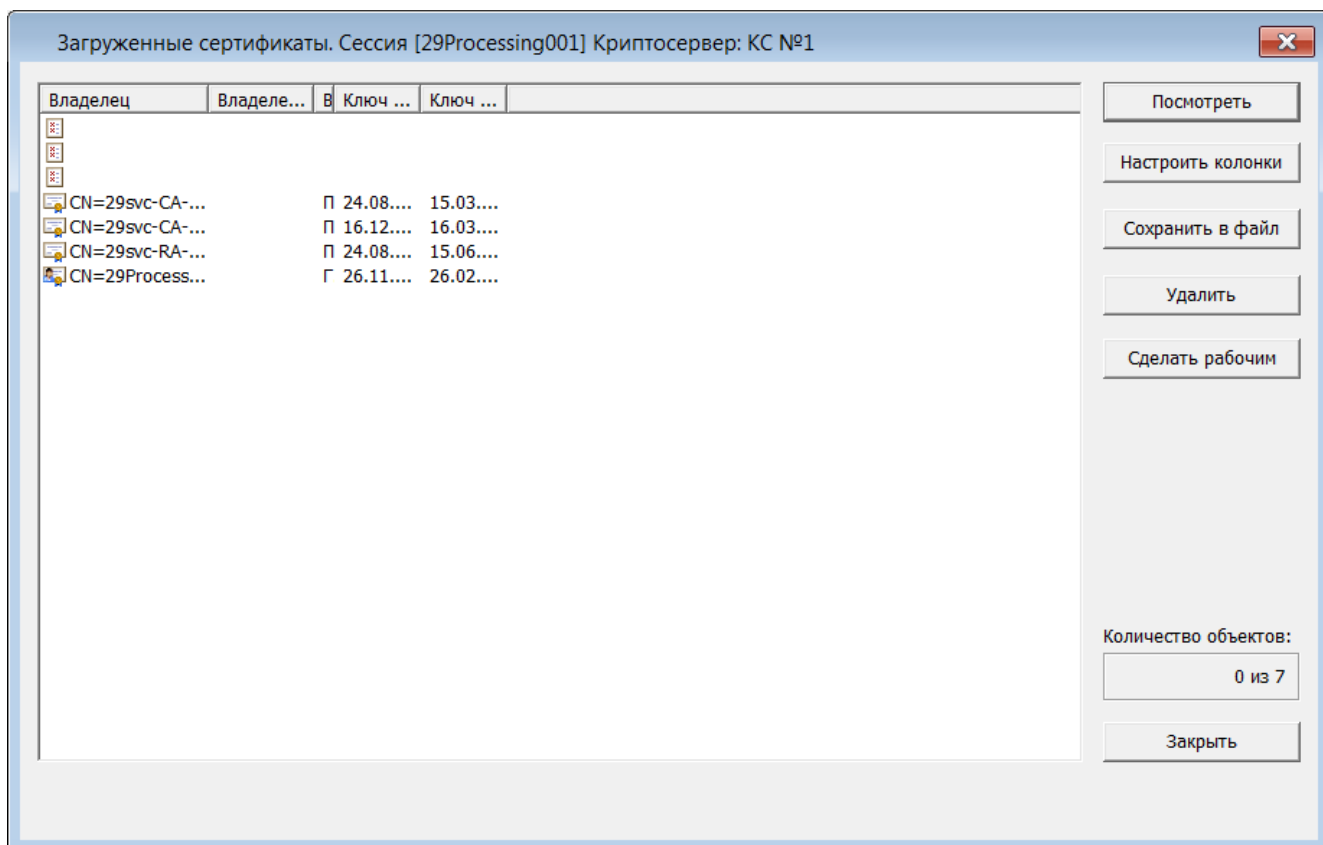 Загруженные сертификаты. Сессия [29Processing001] Криптосервер: КС №1
Владелец Владеле... В Ключ ... Ключ ...
CN=29svc-CA-... П 24.08.... 15.03....
CN=29svc-CA-... П 16.12.... 16.03....
CN=29svc-RA-... П 24.08.... 15.06....
CN=29Process... Г 26.11.... 26.02....
Посмотреть
Настроить колонки
Сохранить в файл
Удалить
Сделать рабочим
Количество объектов:
0 из 7
Закрыть